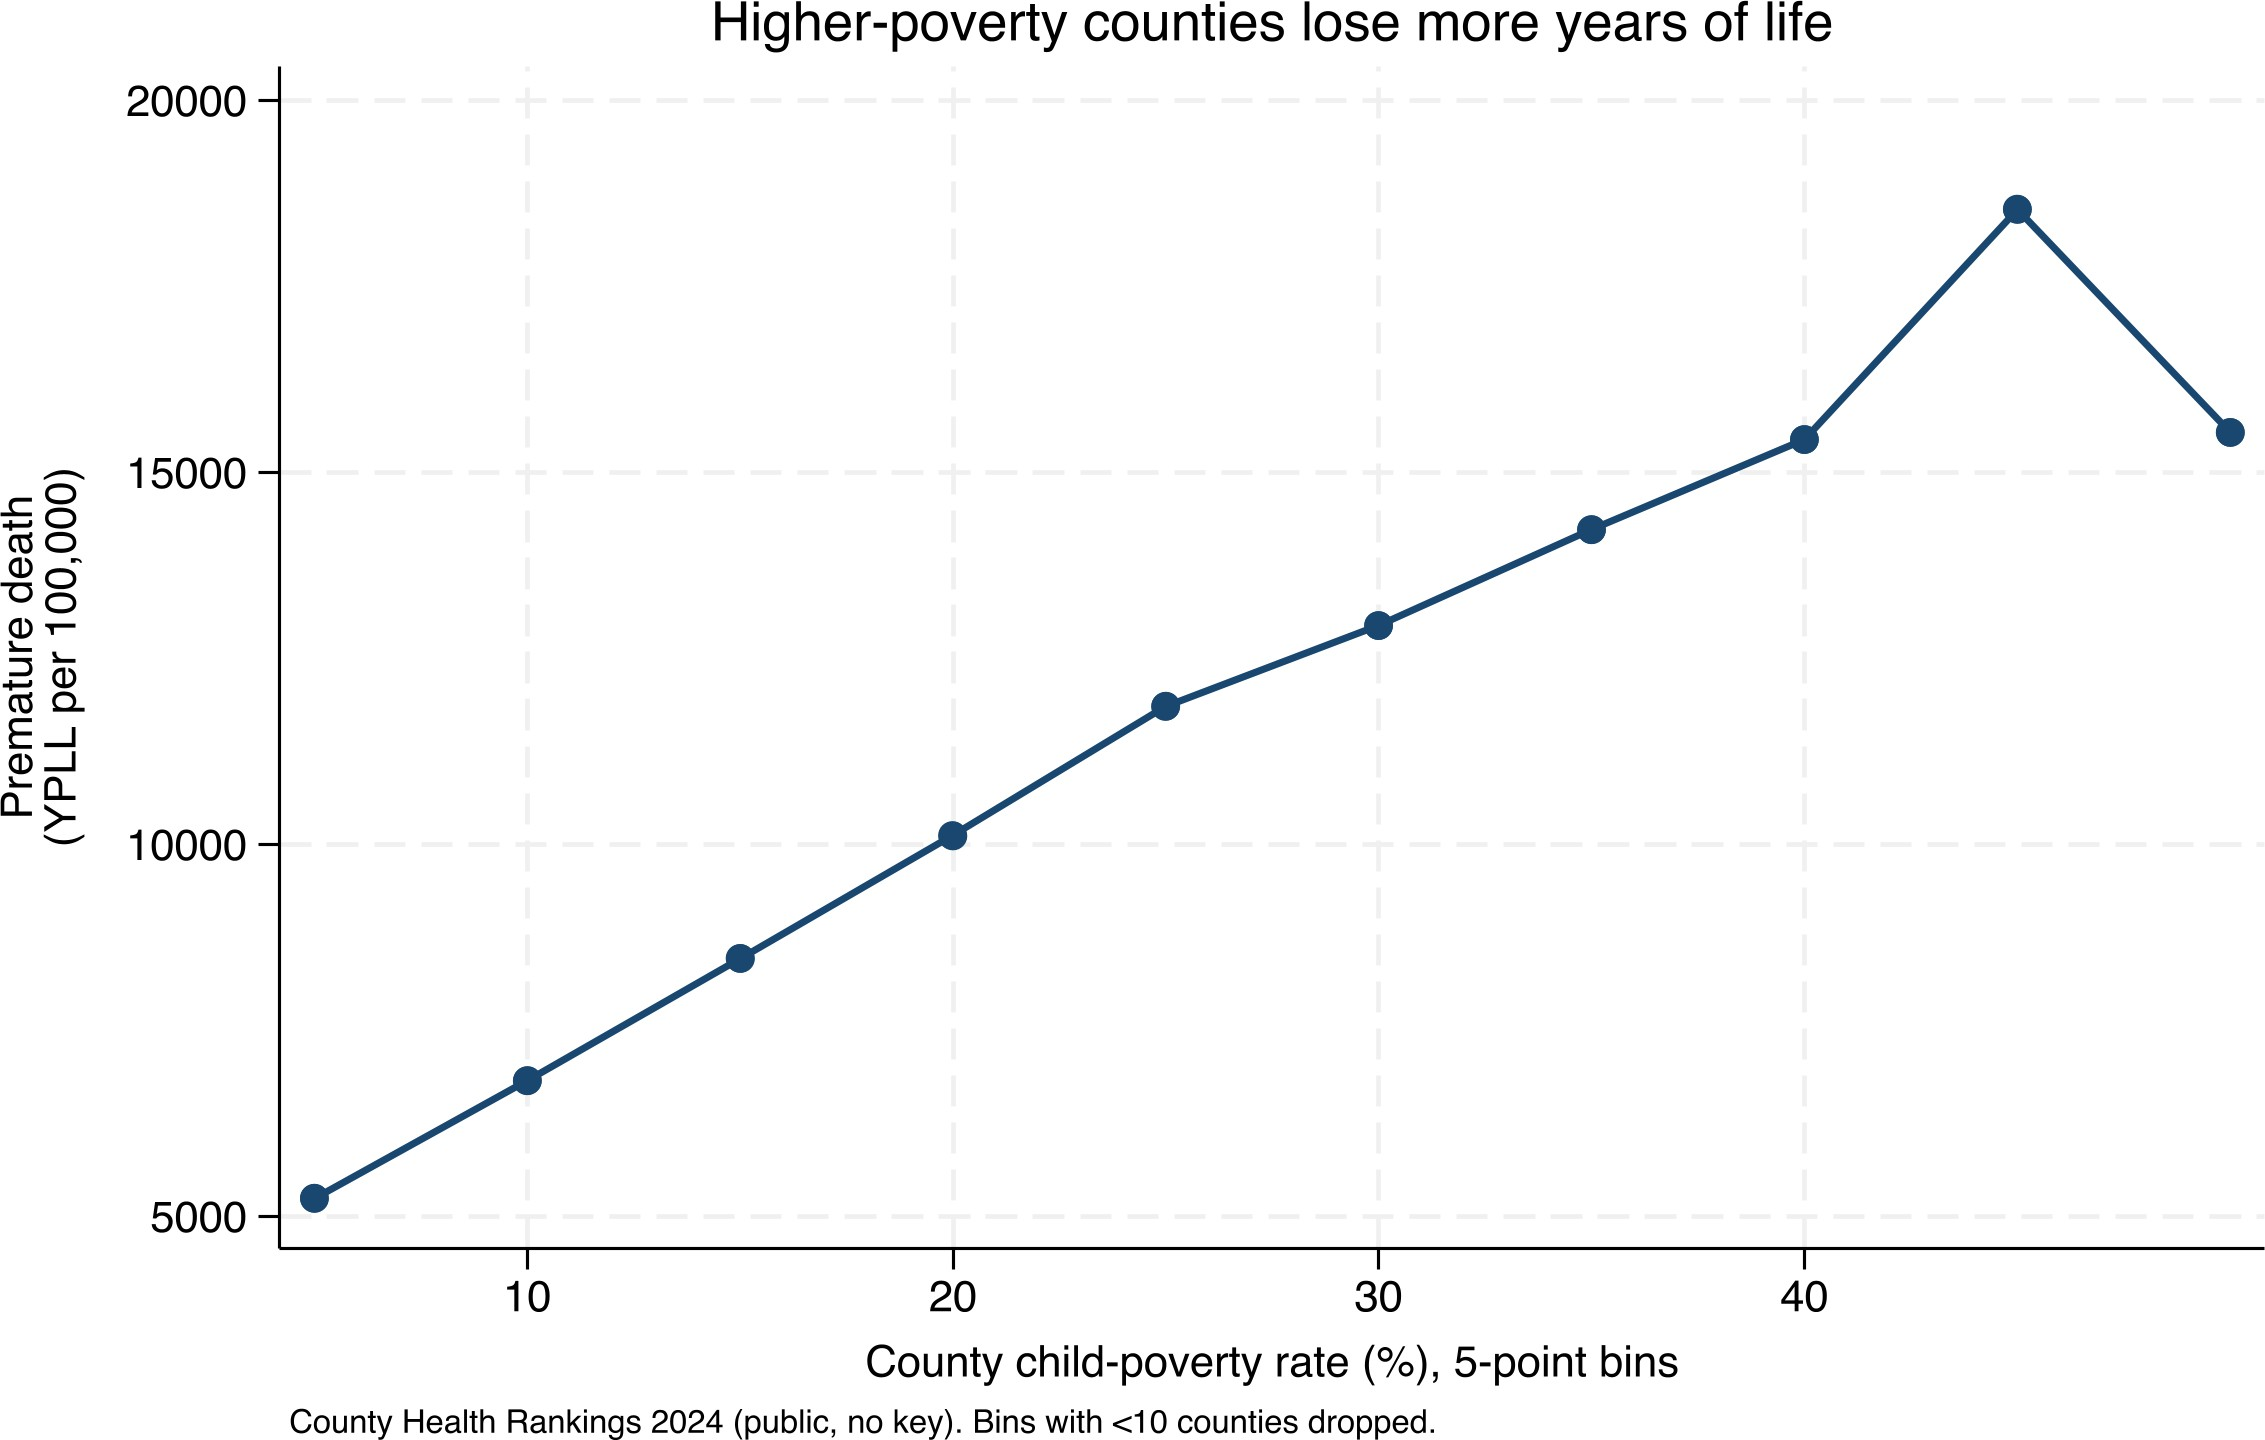 Higher-poverty counties lose more years of life
20000
15000
10000
5000
Premature death
(YPLL per 100,000)
10
20
30
40
County child-poverty rate (%), 5-point bins
County Health Rankings 2024 (public, no key). Bins with <10 counties dropped.